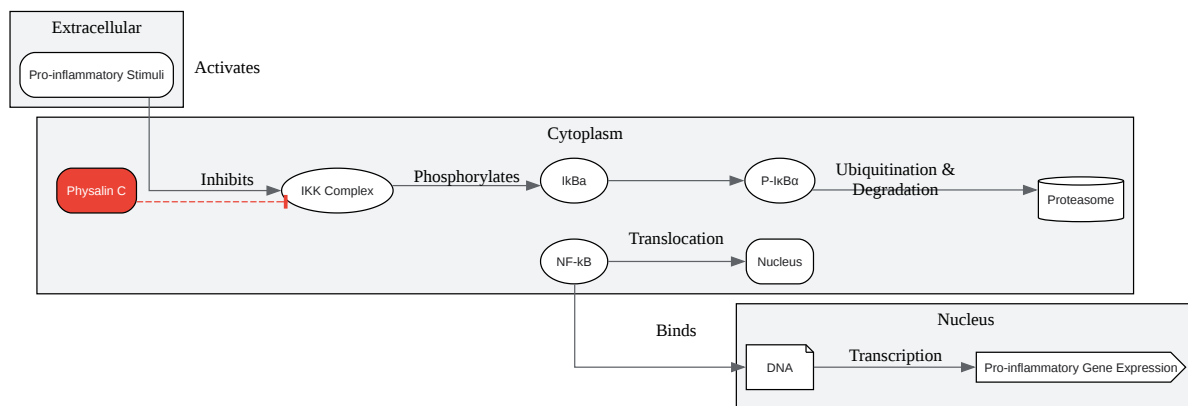 Extracellular
Pro-inflammatory Stimuli
Activates
Cytoplasm
Physalin C
Inhibits
IKK Complex
Phosphorylates
IkBa
P-IκBα
Ubiquitination &
Degradation
Proteasome
NF-kB
Translocation
Nucleus
Binds
Nucleus
DNA
Transcription
Pro-inflammatory Gene Expression